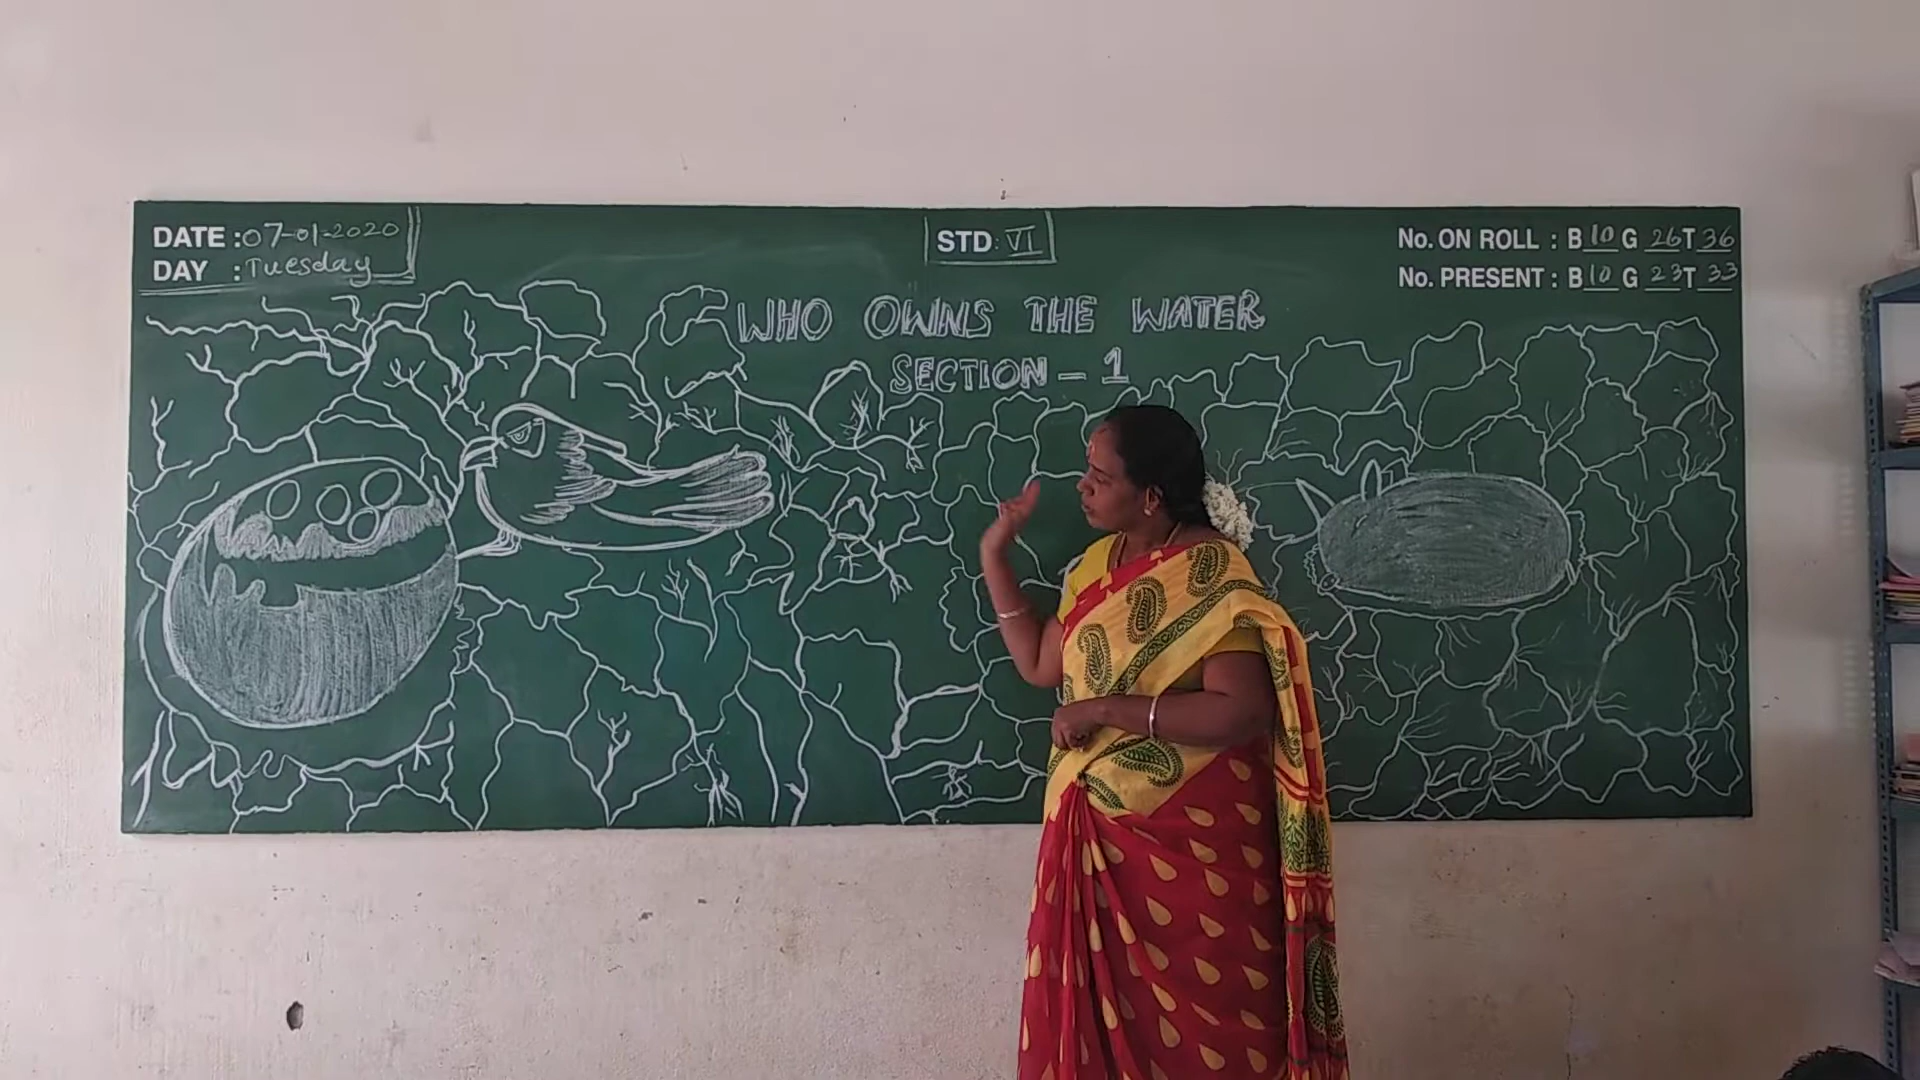 DATE : 07-01-2020
DAY : Tuesday
STD : VI
No. ON ROLL : B 10 G 26 T 36
No. PRESENT : B 10 G 23 T 33
WHO OWNS THE WATER
SECTION - 1